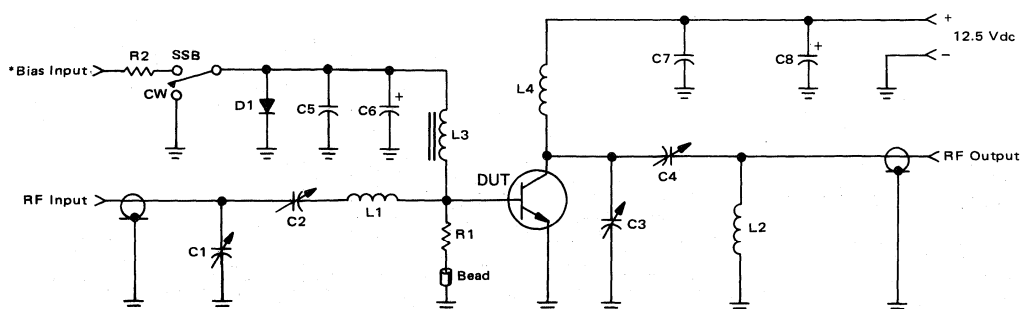 +
12.5 Vdc
−
R2
SSB
*Bias Input
CW
D1
C5
C6
+
L3
L4
C7
C8
+
RF Input
C1
C2
L1
R1
Bead
DUT
C3
C4
L2
RF Output